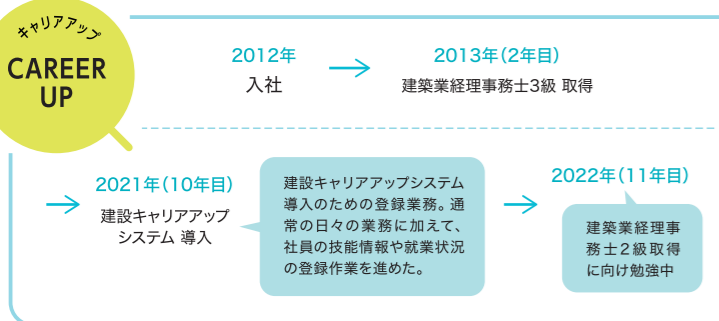 キャリアアップ
CAREER
UP
2012年
入社
2013年（2年目）
建築業経理事務士3級 取得
2021年（10年目）
建設キャリアアップ
システム 導入
建設キャリアアップシステム
導入のための登録業務。通
常の日々の業務に加えて、
社員の技能情報や就業状況
の登録作業を進めた。
2022年（11年目）
建築業経理事
務士2級取得
に向け勉強中